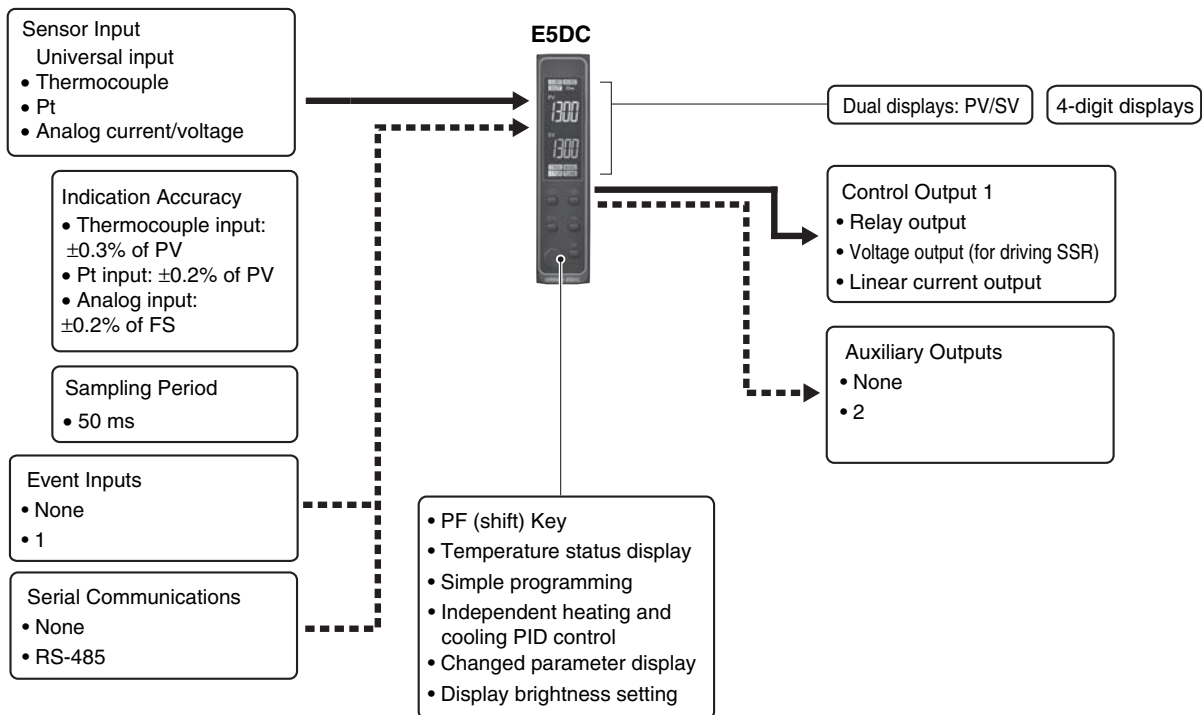 Sensor Input
Universal input
• Thermocouple
• Pt
• Analog current/voltage
Indication Accuracy
• Thermocouple input:
±0.3% of PV
• Pt input: ±0.2% of PV
• Analog input:
±0.2% of FS
Sampling Period
• 50 ms
Event Inputs
• None
• 1
Serial Communications
• None
• RS-485
E5DC
PV
1300
SV
1300
• PF (shift) Key
• Temperature status display
• Simple programming
• Independent heating and
cooling PID control
• Changed parameter display
• Display brightness setting
Dual displays: PV/SV
4-digit displays
Control Output 1
• Relay output
• Voltage output (for driving SSR)
• Linear current output
Auxiliary Outputs
• None
• 2